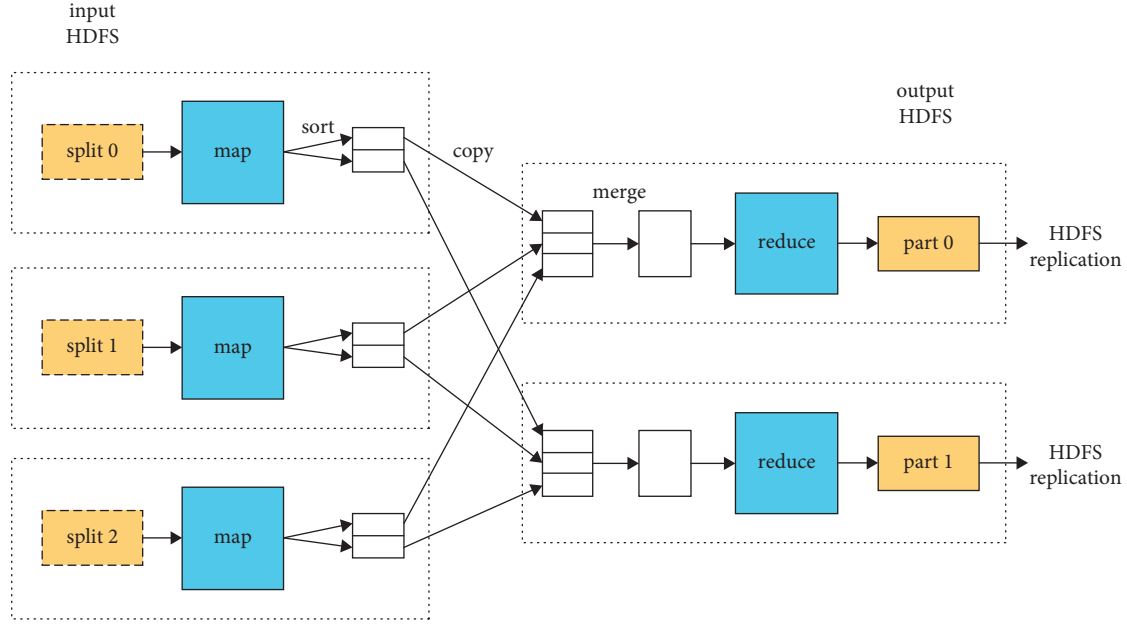 input
HDFS
output
HDFS
split 0
map
sort
copy
merge
reduce
part 0
HDFS
replication
split 1
map
reduce
part 1
HDFS
replication
split 2
map